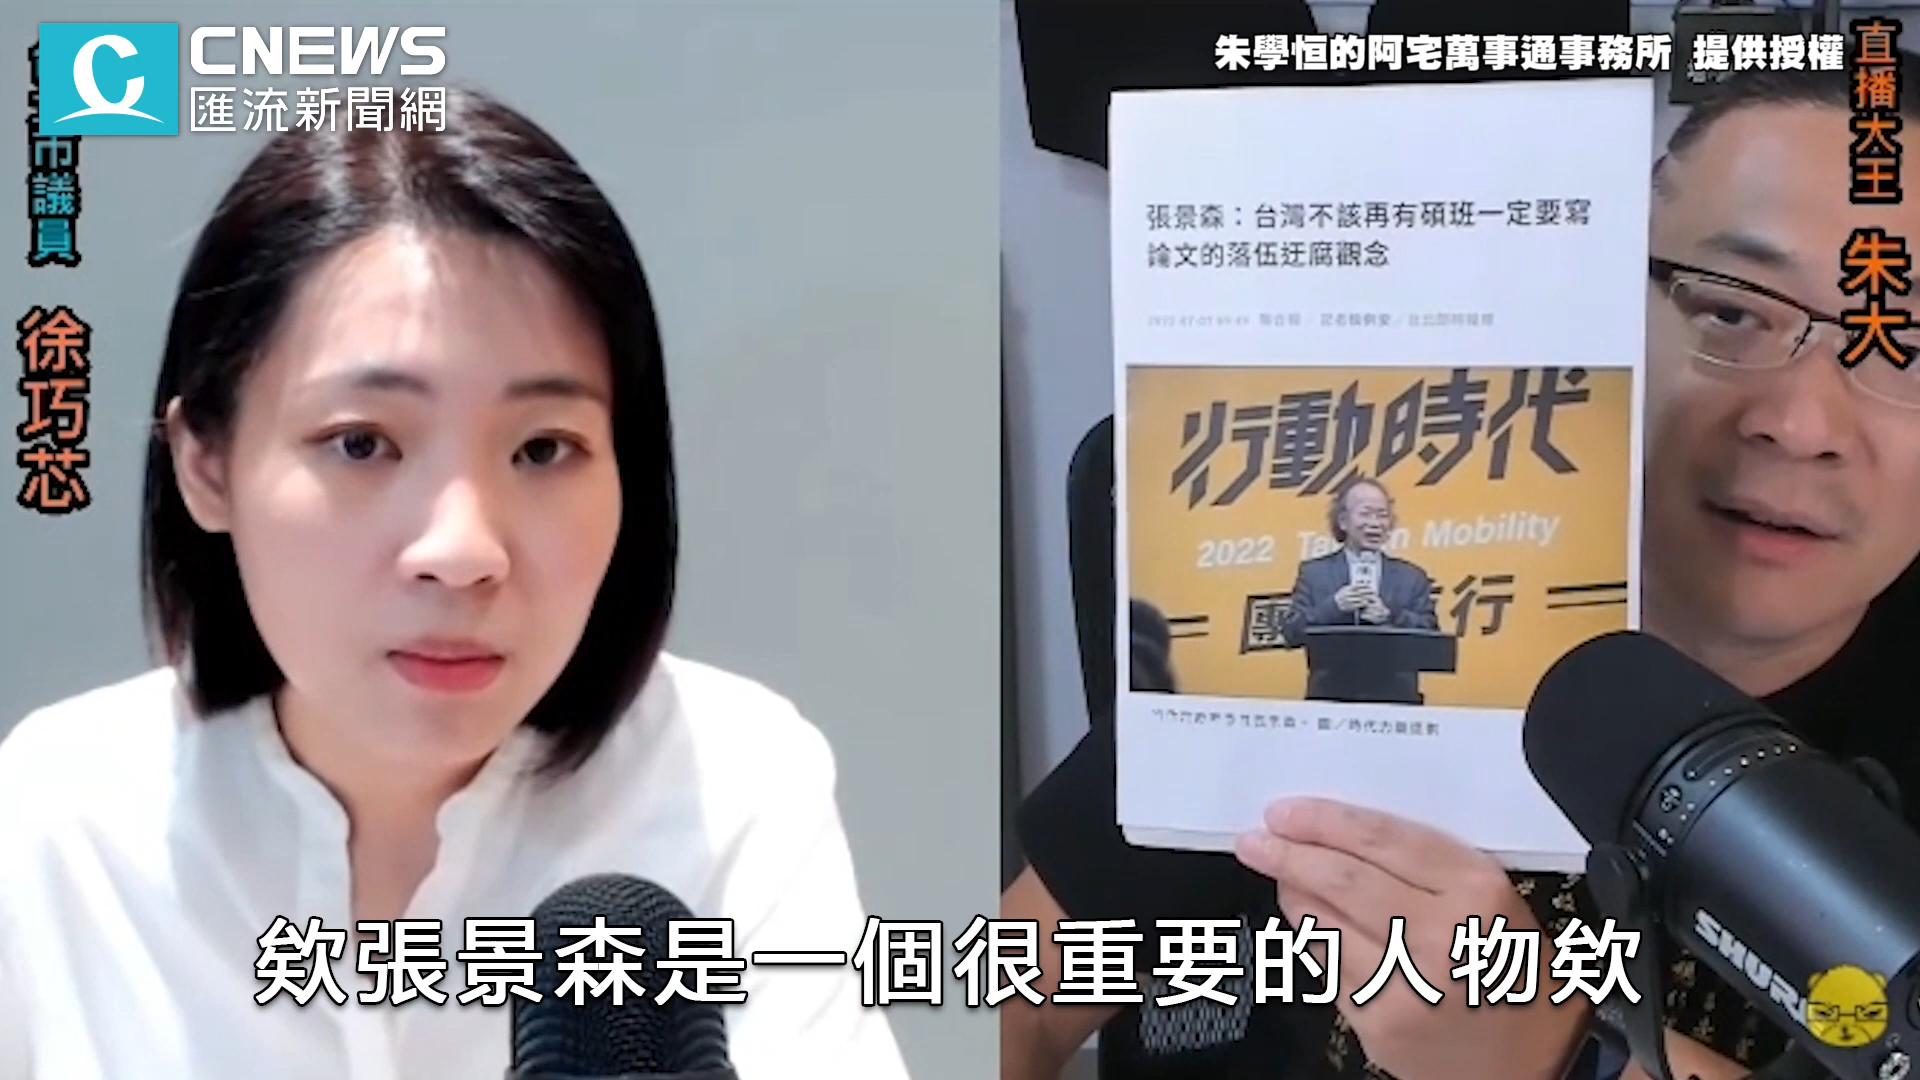 CNEWS
匯流新聞網
市議員 徐巧芯
朱學恒的阿宅萬事通事務所 提供授權
直播大王 朱大
張景森：台灣不該再有碩班一定要寫
論文的落伍迂腐觀念
行動時代
2022 Mobility
行
SHURE
欸張景森是一個很重要的人物欸